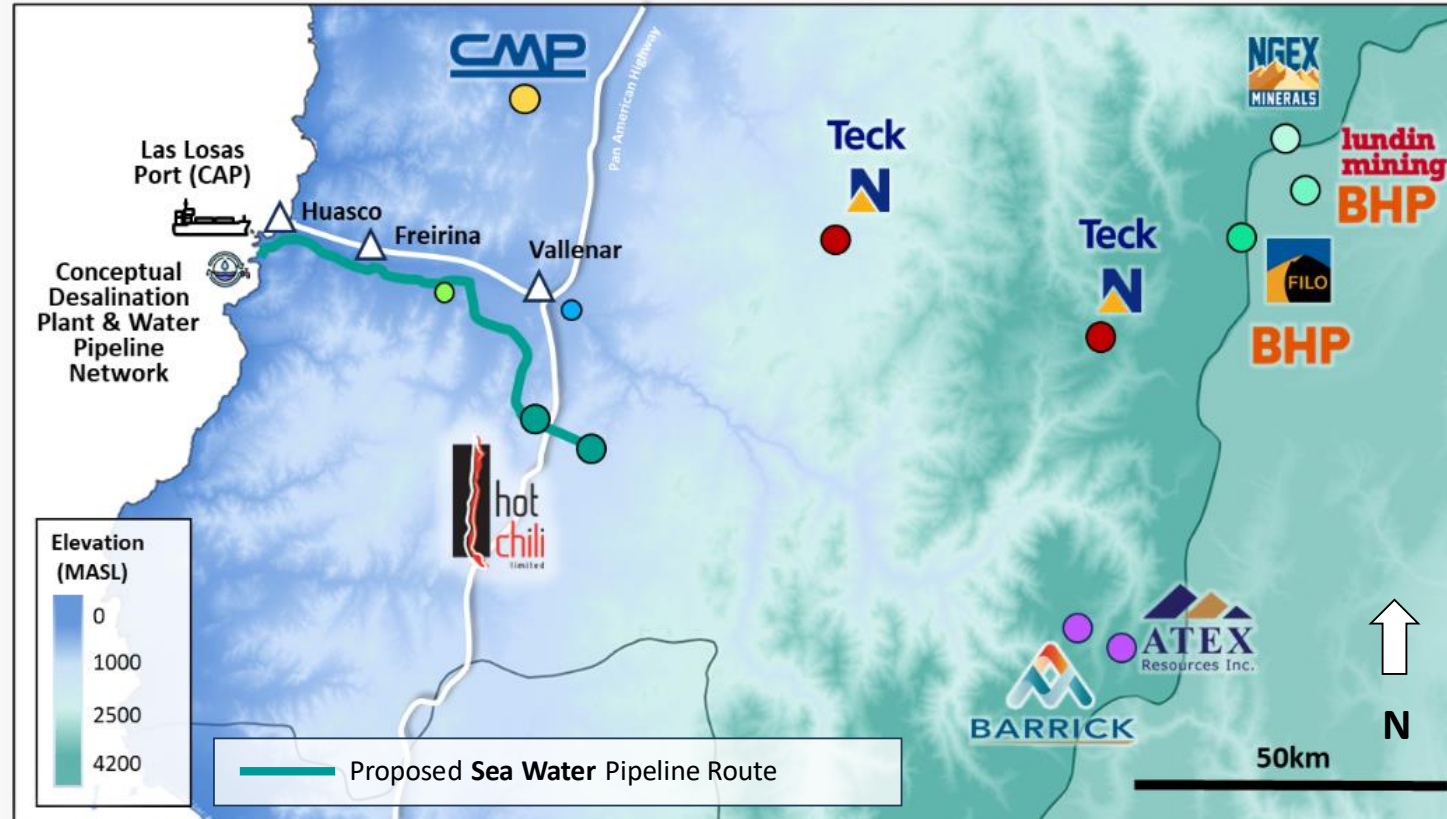 CMP
Pan American Highway
NGEX
MINERALS
Las Losas
Port (CAP)
Teck
N
lundin
mining
BHP
Huasco
Freirina
Vallenar
Teck
N
FILO
BHP
Conceptual
Desalination
Plant & Water
Pipeline
Network
hot
chili
limited
Elevation
(MASL)
0
1000
2500
4200
ATEX
Resources Inc.
BARRICK
N
50km
Proposed Sea Water Pipeline Route